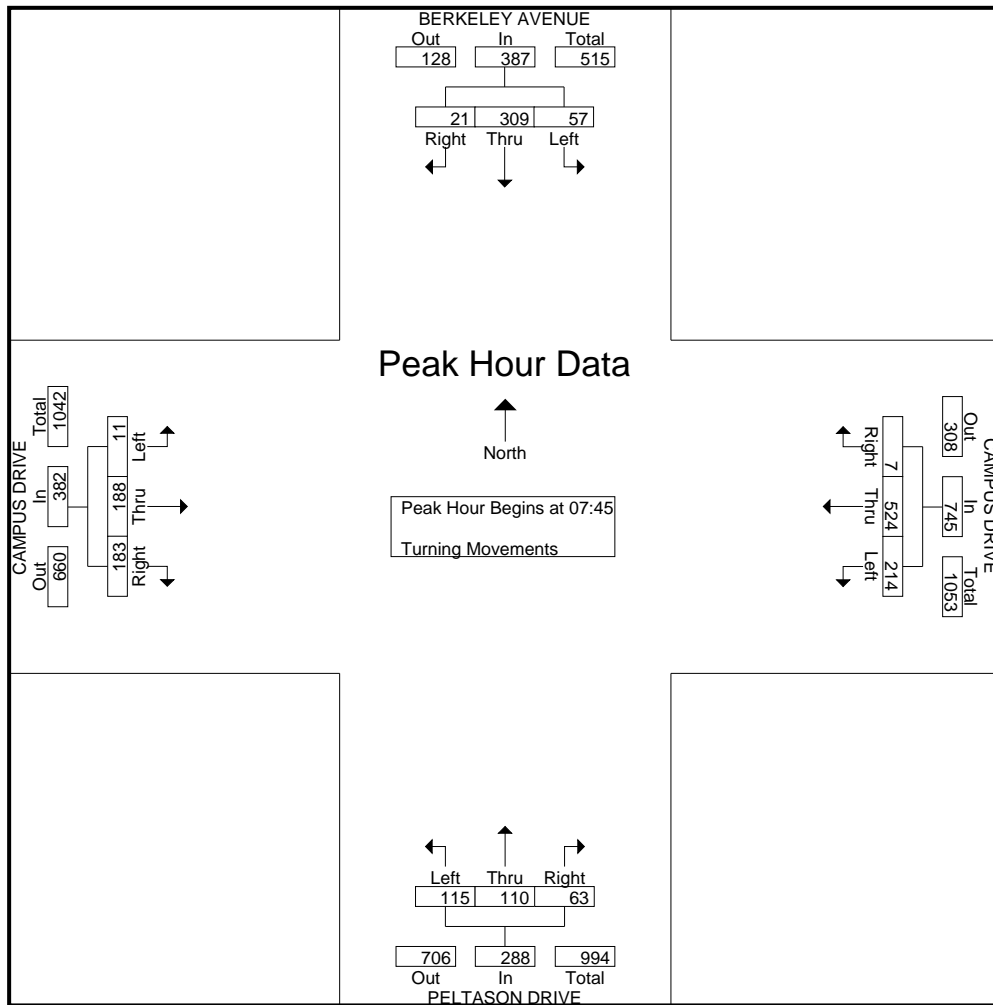 BERKELEY AVENUE
Out In Total
128 387 515
21 309 57
Right Thru Left
Peak Hour Data
North
Peak Hour Begins at 07:45
Turning Movements
CAMPUS DRIVE
Out In Total
660 382 1042
11 188 183
Left Thru Right
CAMPUS DRIVE
Out In Total
308 745 1053
7 524 214
Right Thru Left
Left Thru Right
115 110 63
706 288 994
Out In Total
PELTASON DRIVE